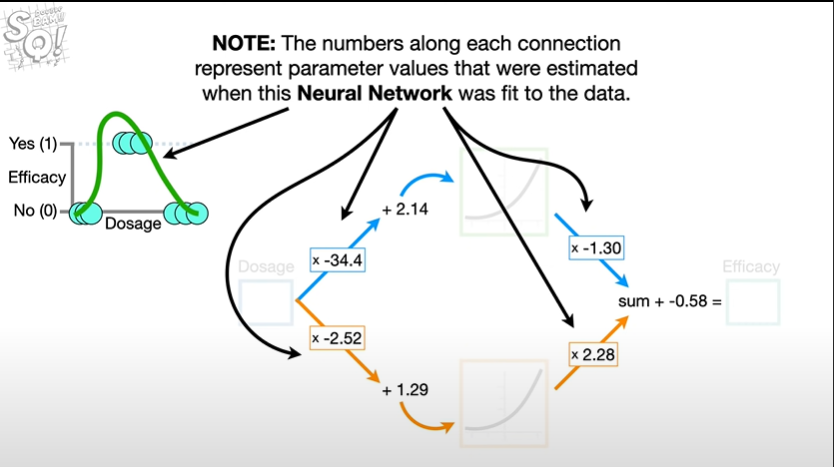 STATQUEST!
NOTE: The numbers along each connection
represent parameter values that were estimated
when this Neural Network was fit to the data.
Yes (1)
Efficacy
No (0)
Dosage
+ 2.14
x -34.4
x -1.30
Dosage
Efficacy
sum + -0.58 =
x -2.52
x 2.28
+ 1.29